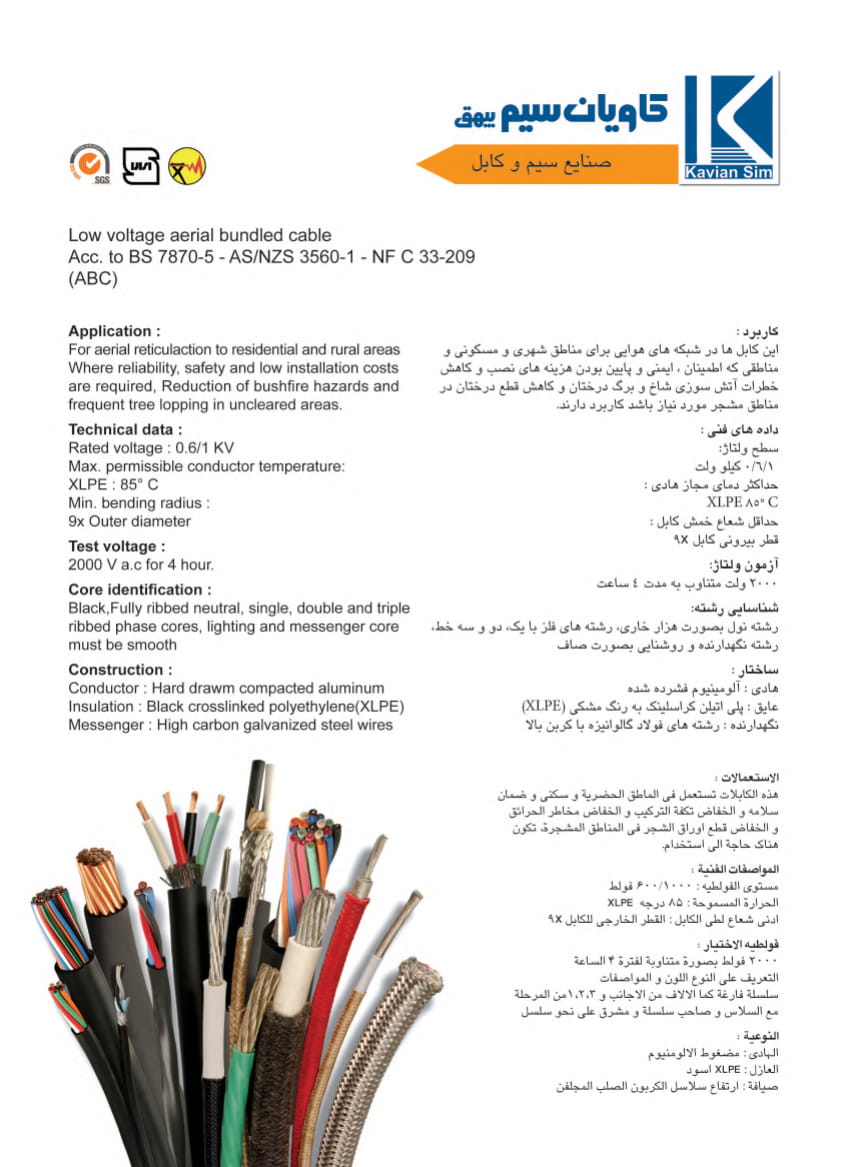 کاویان سیم بیهق
صنایع سیم و کابل
Kavian Sim
SGS
Low voltage aerial bundled cable
Acc. to BS 7870-5 - AS/NZS 3560-1 - NF C 33-209
(ABC)
Application :
For aerial reticulaction to residential and rural areas
Where reliability, safety and low installation costs
are required, Reduction of bushfire hazards and
frequent tree lopping in uncleared areas.
Technical data :
Rated voltage : 0.6/1 KV
Max. permissible conductor temperature:
XLPE : 85° C
Min. bending radius :
9x Outer diameter
Test voltage :
2000 V a.c for 4 hour.
Core identification :
Black,Fully ribbed neutral, single, double and triple
ribbed phase cores, lighting and messenger core
must be smooth
Construction :
Conductor : Hard drawm compacted aluminum
Insulation : Black crosslinked polyethylene(XLPE)
Messenger : High carbon galvanized steel wires
کاربرد :
این کابل ها در شبکه های هوایی برای مناطق شهری و مسکونی و
مناطقی که اطمینان ، ایمنی و پایین بودن هزینه های نصب و کاهش
خطرات آتش سوزی شاخ و برگ درختان و کاهش قطع درختان در
مناطق مشجر مورد نیاز باشد کاربرد دارند.
داده های فنی :
سطح ولتاژ:
۰/٦/۱ کیلو ولت
حداکثر دمای مجاز هادی :
XLPE ۸۵° C
حداقل شعاع خمش کابل :
قطر بیرونی کابل ۹X
آزمون ولتاژ:
۲۰۰۰ ولت متناوب به مدت ٤ ساعت
شناسایی رشته:
رشته نول بصورت هزار خاری، رشته های فلز با یک، دو و سه خط،
رشته نگهدارنده و روشنایی بصورت صاف
ساختار :
هادی : آلومینیوم فشرده شده
عایق : پلی اتیلن کراسلینک به رنگ مشکی (XLPE)
نگهدارنده : رشته های فولاد گالوانیزه با کربن بالا
الاستعمالات :
هذه الکابلات تستعمل فی الماطق الحضریة و سکنی و ضمان
سلامه و الخفاض تکفة الترکیب و الخفاض مخاطر الحرائق
و الخفاض قطع اوراق الشجر فی المناطق المشجرة، تکون
هناک حاجة الی استخدام.
المواصفات الفنیة :
مستوی الفولطیه : ۶۰۰/۱۰۰۰ فولط
الحرارة المسموحة : ۸۵ درجه XLPE
ادنی شعاع لطی الکابل : القطر الخارجی للکابل ۹X
فولطیه الاختیار :
۲۰۰۰ فولط بصورة متناوبة لفترة ۴ الساعة
التعریف علی النوع اللون و المواصفات
سلسلة فارغة کما الالاف من الاجانب و ۱،۲،۳من المرحلة
مع السلاس و صاحب سلسلة و مشرق علی نحو سلسل
النوعیة :
الهادی : مضغوط الالومنیوم
العازل : XLPE اسود
صیافة : ارتفاع سلاسل الکربون الصلب المجلفن